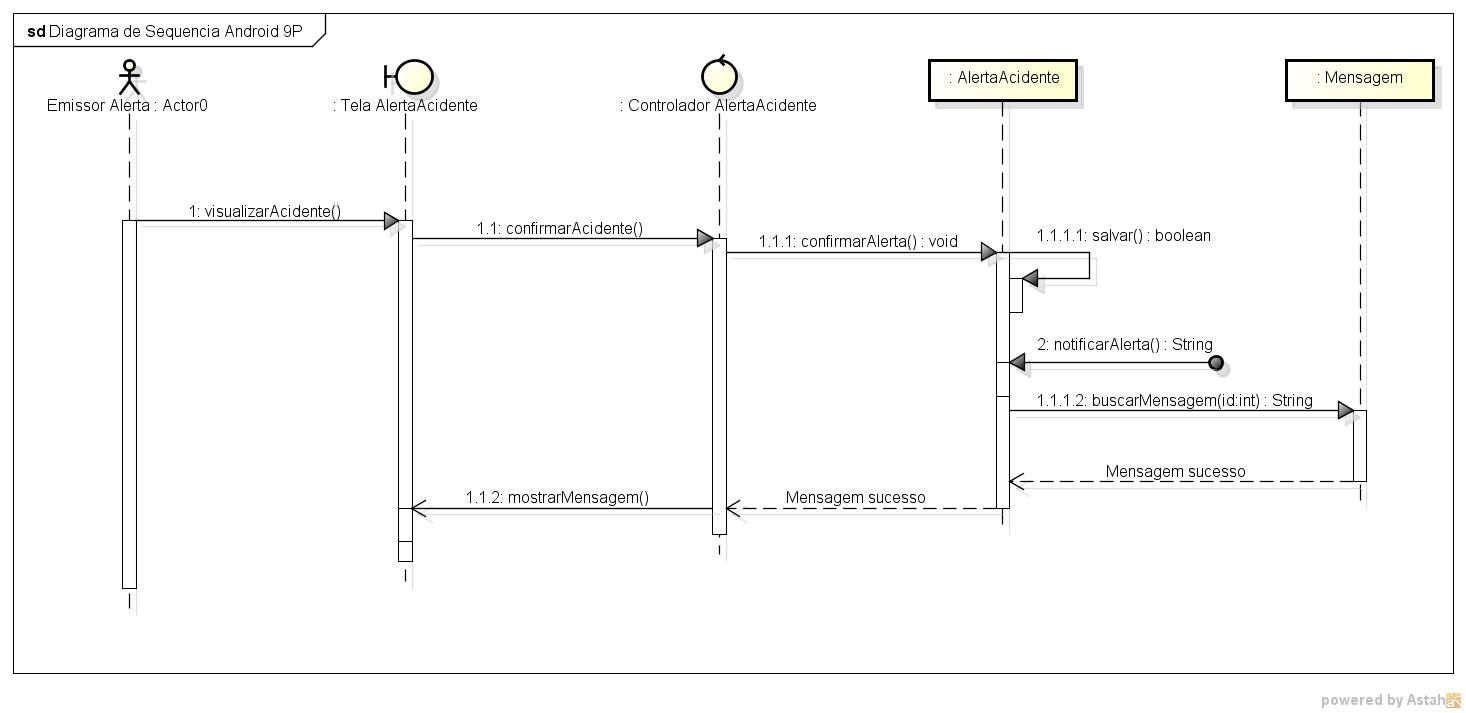 sd Diagrama de Sequencia Android 9P
Emissor Alerta : Actor0
: Tela AlertaAcidente
: Controlador AlertaAcidente
: AlertaAcidente
: Mensagem
1: visualizarAcidente()
1.1: confirmarAcidente()
1.1.1: confirmarAlerta() : void
1.1.1.1: salvar() : boolean
2: notificarAlerta() : String
1.1.1.2: buscarMensagem(id:int) : String
Mensagem sucesso
1.1.2: mostrarMensagem()
Mensagem sucesso
powered by Astah